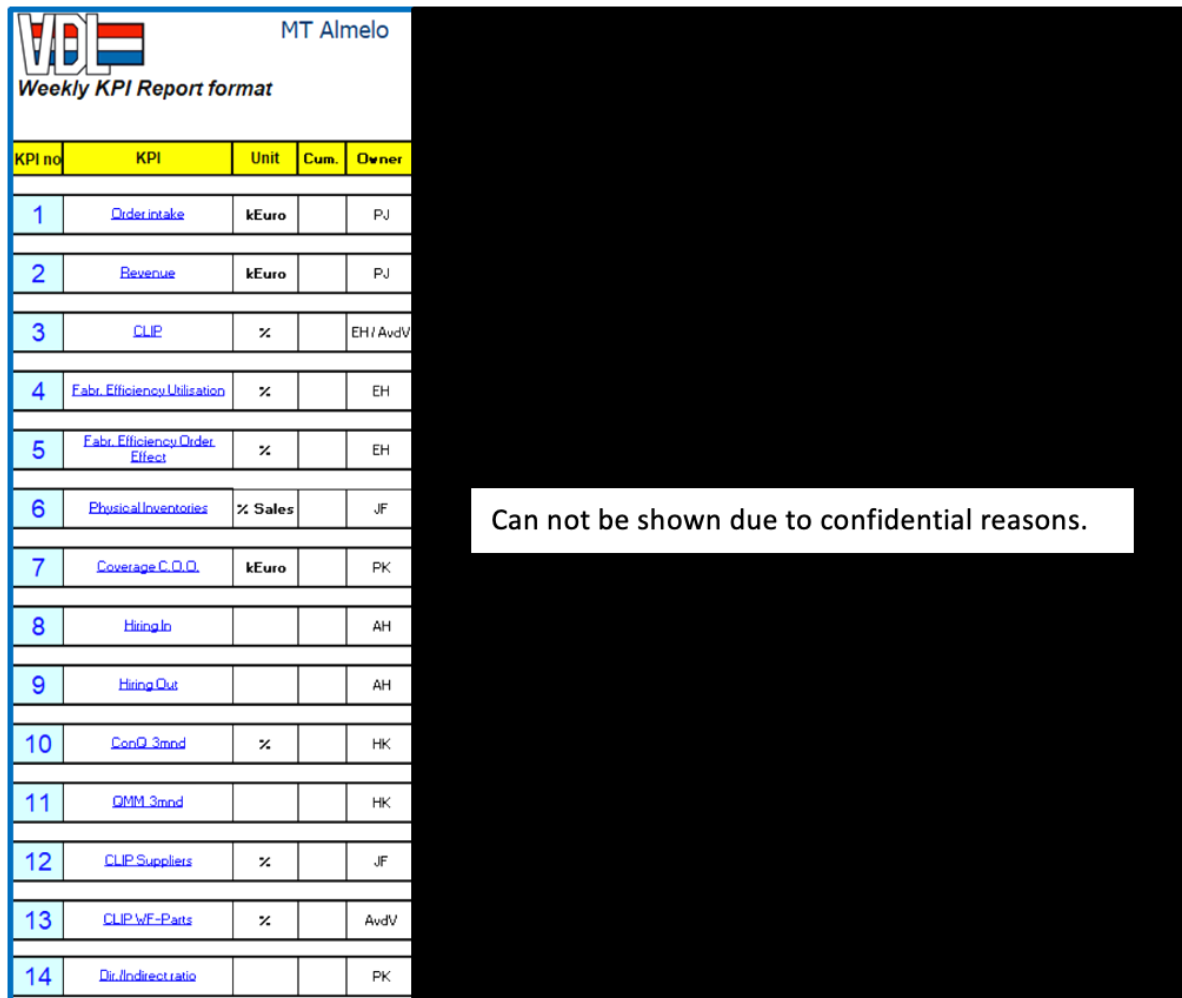 VDL
MT Almelo
Weekly KPI Report format
KPI no KPI Unit Cum. Owner
1 Order intake kEuro PJ
2 Revenue kEuro PJ
3 CLIP % EH / AvdV
4 Fabr. Efficiency Utilisation % EH
5 Fabr. Efficiency Order
Effect % EH
6 Physical Inventories % Sales JF
7 Coverage C.O.O. kEuro PK
8 Hiring In AH
9 Hiring Out AH
10 ConQ 3mnd % HK
11 QMM 3mnd HK
12 CLIP Suppliers % JF
13 CLIP WF-Parts % AvdV
14 Dir./Indirect ratio PK
Can not be shown due to confidential reasons.